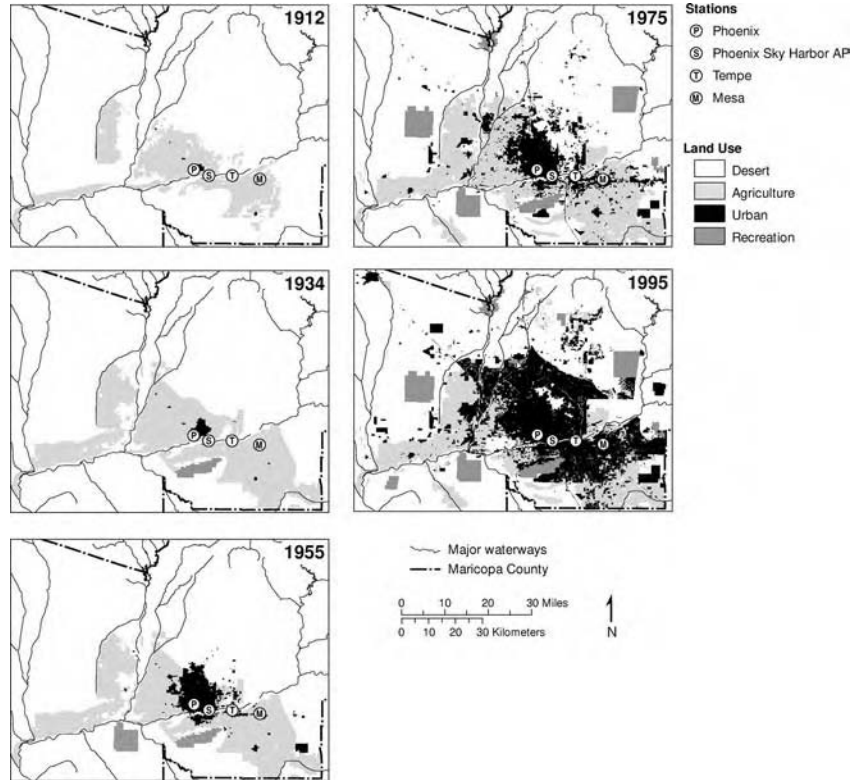 1912
P
S
T
M
1975
P
S
T
M
Stations
P Phoenix
S Phoenix Sky Harbor AP
T Tempe
M Mesa
Land Use
Desert
Agriculture
Urban
Recreation
1934
P
S
T
M
1995
P
S
T
M
1955
P
S
T
M
Major waterways
Maricopa County
0 10 20 30 Miles
0 10 20 30 Kilometers
N